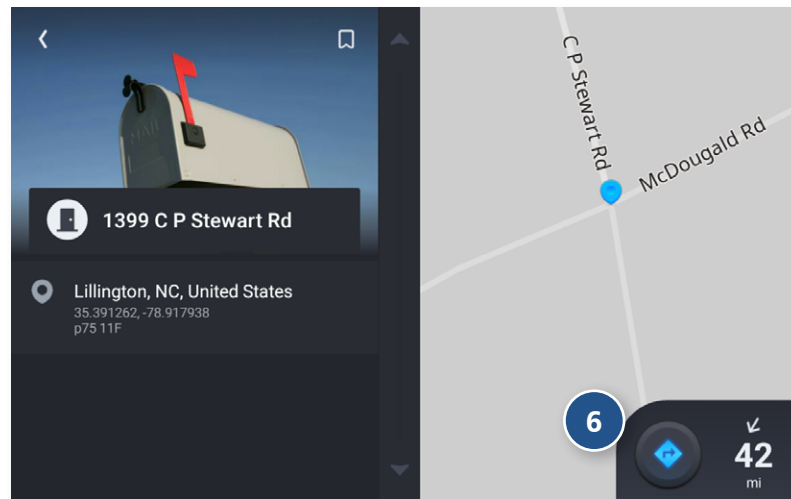 MAIL
1399 C P Stewart Rd
Lillington, NC, United States
35.391262, -78.917938
p75 11F
C P Stewart Rd
McDougald Rd
6
42
mi